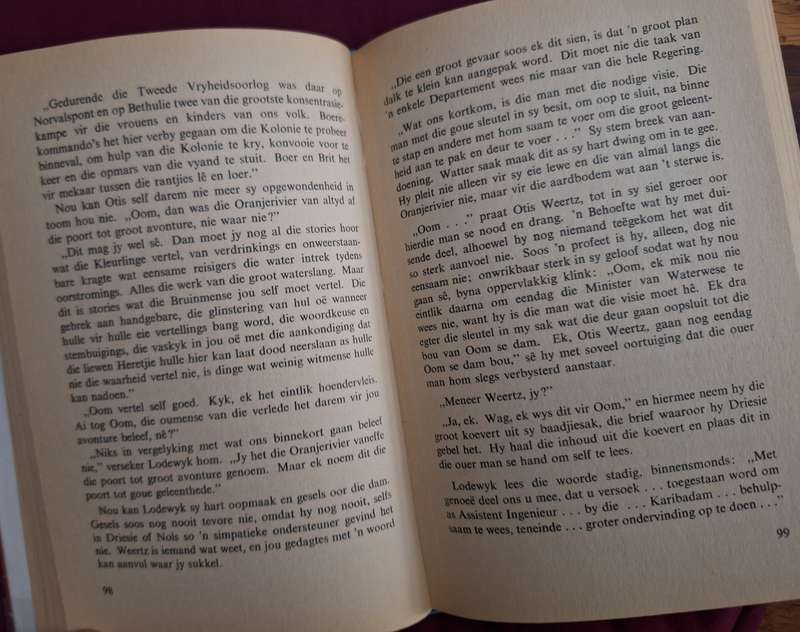 „Gedurende die Tweede Vryheidsoorlog was daar op
Norvalspont en op Bethulie twee van die grootste konsentrasie-
kampe vir die vrouens en kinders van ons volk. Boere-
kommando's het hier verby gegaan om die Kolonie te probeer
binneval, om hulp van die Kolonie te kry, konvooie voor te
keer en die opmars van die vyand te stuit. Boer en Brit het
vir mekaar tussen die rantjies lê en loer.”
Nou kan Otis self darem nie meer sy opgewondenheid in
toom hou nie. „Oom, dan was die Oranjerivier van altyd af
die poort tot groot avonture, nie waar nie?”
„Dit mag jy wel sê. Dan moet jy nog al die stories hoor
wat die Kleurlinge vertel, van verdrinkings en onweerstaan-
bare kragte wat eensame reisigers die water intrek tydens
oorstromings. Alles die werk van die groot waterslang. Maar
dit is stories wat die Bruinmense jou self moet vertel. Die
gebrek aan handgebare, die glinstering van hul oë wanneer
hulle vir hulle eie vertellings bang word, die woordkeuse en
stembuigings, die vaskyk in jou oë met die aankondiging dat
die liewen Heretjie hulle hier kan laat dood neerslaan as hulle
nie die waarheid vertel nie, is dinge wat weinig witmense hulle
kan nadoen.”
„Oom vertel self goed. Kyk, ek het eintlik hoendervleis.
Ai tog Oom, die oumense van die verlede het darem vir jou
avonture beleef, nè?”
„Niks in vergelyking met wat ons binnekort gaan beleef
nie,” verseker Lodewyk hom. „Jy het die Oranjerivier vaneffe
die poort tot groot avonture genoem. Maar ek noem dit die
poort tot goue geleenthede.”
Nou kan Lodewyk sy hart oopmaak en gesels oor die dam.
Gesels soos nog nooit tevore nie, omdat hy nog nooit, selfs
in Driesie of Nols so 'n simpatieke ondersteuner gevind het
nie. Weertz is iemand wat weet, en jou gedagtes met 'n woord
kan aanvul waar jy sukkel.
98
„Die een groot gevaar soos ek dit sien, is dat 'n groot plan
dalk te klein kan aangepak word. Dit moet nie die taak van
'n enkele Departement wees nie maar van die hele Regering.
„Wat ons kortkom, is die man met die nodige visie. Die
man met die goue sleutel in sy besit, om oop te sluit, na binne
te stap en andere met hom saam te voer om die groot geleent-
heid aan te pak en deur te voer . . .” Sy stem breek van aan-
doening. Watter saak maak dit as sy hart dwing om in te gee.
Hy pleit nie alleen vir sy eie lewe en die van almal langs die
Oranjerivier nie, maar vir die aardbodem wat aan 't sterwe is.
„Oom . . .” praat Otis Weertz, tot in sy siel geroer oor
hierdie man se nood en drang. 'n Behoefte wat hy met dui-
sende deel, alhoewel hy nog niemand teëgekom het wat dit
so sterk aanvoel nie. Soos 'n profeet is hy, alleen, dog nie
eensaam nie; onwrikbaar sterk in sy geloof sodat wat hy nou
gaan sê, byna oppervlakkig klink: „Oom, ek mik nou nie
eintlik daarna om eendag die Minister van Waterwese te
wees nie, want hy is die man wat die visie moet hê. Ek dra
egter die sleutel in my sak wat die deur gaan oopsluit tot die
bou van Oom se dam. Ek, Otis Weertz, gaan nog eendag
Oom se dam bou,” sê hy met soveel oortuiging dat die ouer
man hom slegs verbysterd aanstaar.
„Meneer Weertz, jy?”
„Ja, ek. Wag, ek wys dit vir Oom,” en hiermee neem hy die
groot koevert uit sy baadjiesak, die brief waaroor hy Driesie
gebel het. Hy haal die inhoud uit die koevert en plaas dit in
die ouer man se hand om self te lees.
Lodewyk lees die woorde stadig, binnensmonds: „Met
genoeë deel ons u mee, dat u versoek . . . toegestaan word om
as Assistent Ingenieur . . . by die . . . Karibadam . . . behulp-
saam te wees, teneinde . . . groter ondervinding op te doen . . .”
99